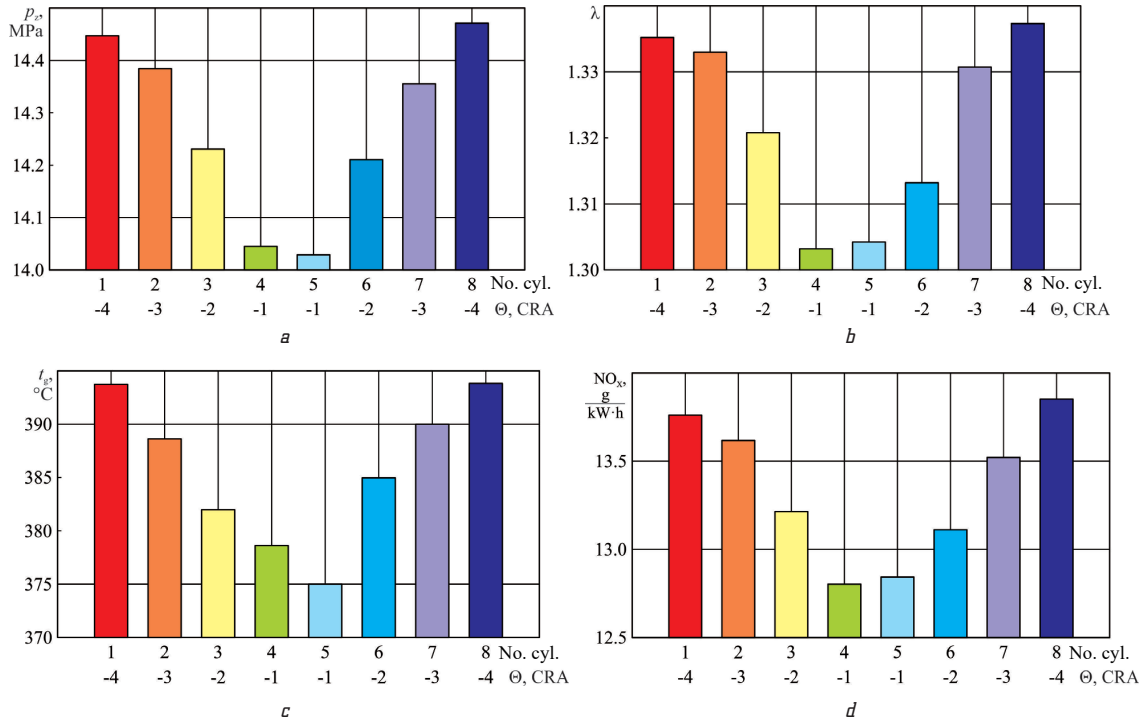 p_z,
MPa
14.4
14.3
14.2
14.1
14.0
1 2 3 4 5 6 7 8 No. cyl.
-4 -3 -2 -1 -1 -2 -3 -4 Θ, CRA
a
λ
1.33
1.32
1.31
1.30
1 2 3 4 5 6 7 8 No. cyl.
-4 -3 -2 -1 -1 -2 -3 -4 Θ, CRA
b
t_g,
°C
390
385
380
375
370
1 2 3 4 5 6 7 8 No. cyl.
-4 -3 -2 -1 -1 -2 -3 -4 Θ, CRA
c
NOₓ,
g
kW·h
13.5
13.0
12.5
1 2 3 4 5 6 7 8 No. cyl.
-4 -3 -2 -1 -1 -2 -3 -4 Θ, CRA
d